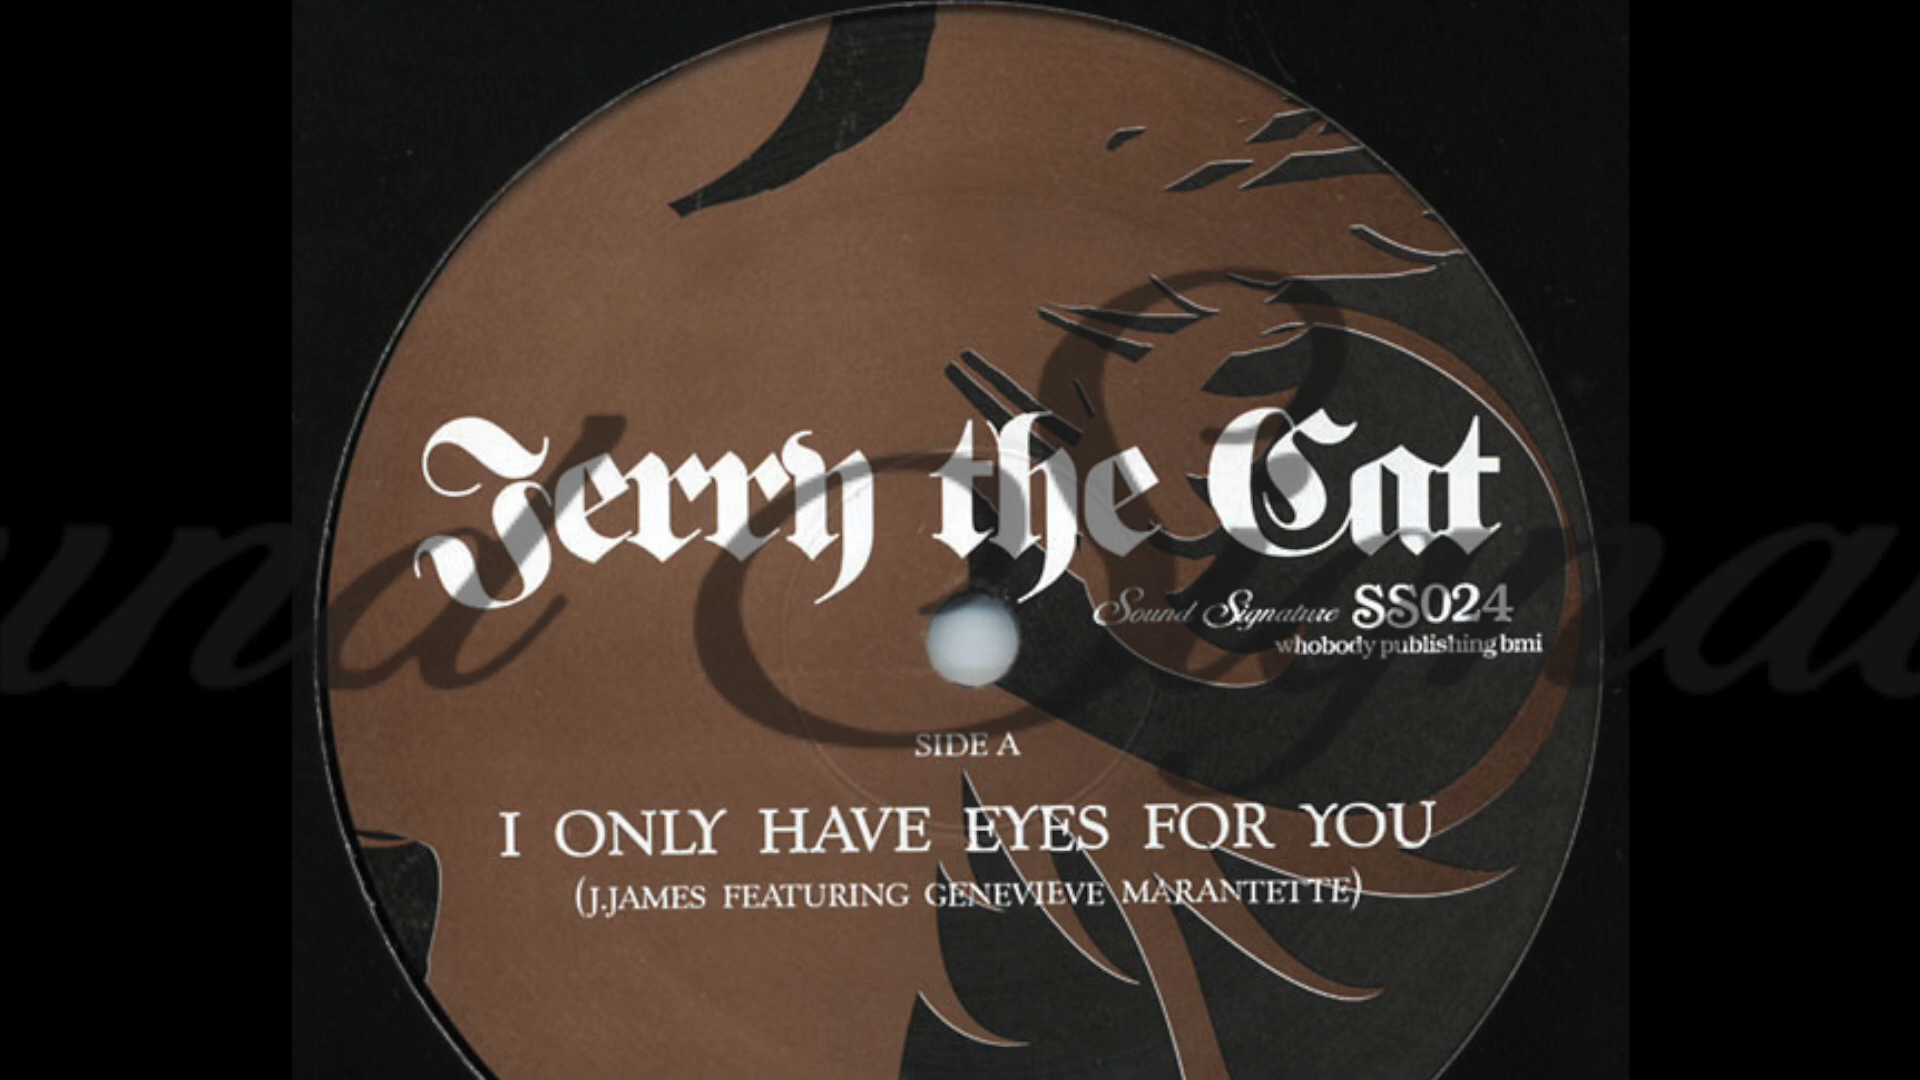 Jerry the Cat
Sound Signature SS024
whobody publishing bmi
SIDE A
I ONLY HAVE EYES FOR YOU
(J.JAMES FEATURING GENEVIEVE MARANTETTE)